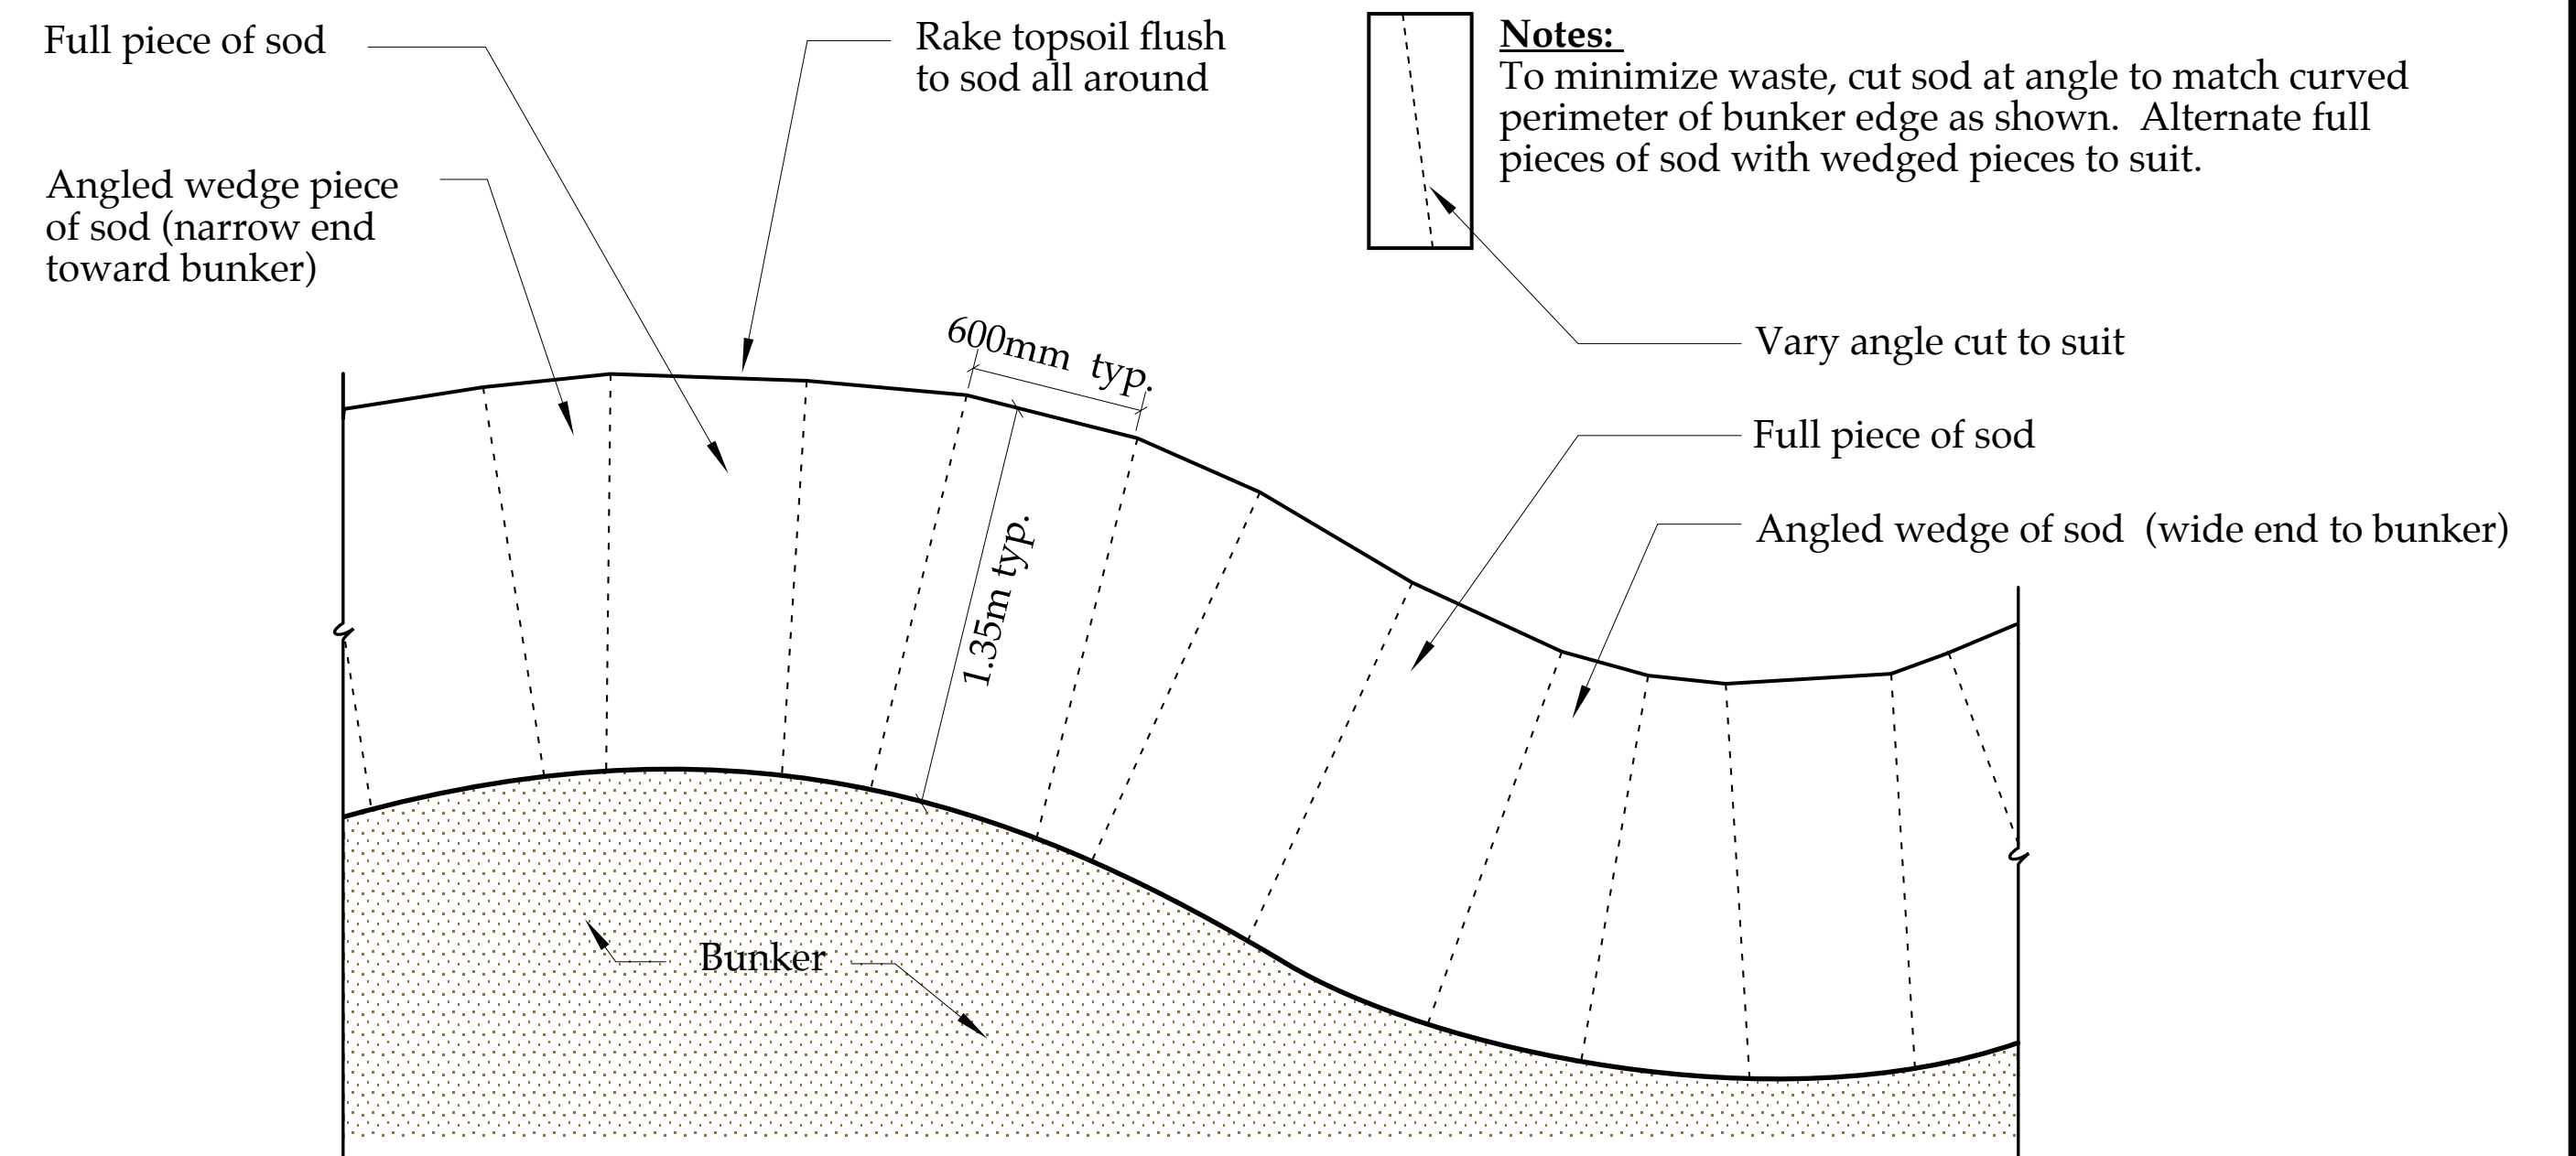 Full piece of sod
Rake topsoil flush
to sod all around
Notes:
To minimize waste, cut sod at angle to match curved
perimeter of bunker edge as shown.  Alternate full
pieces of sod with wedged pieces to suit.
Angled wedge piece
of sod (narrow end
toward bunker)
600mm  typ.
Vary angle cut to suit
Full piece of sod
Angled wedge of sod  (wide end to bunker)
1.35m typ.
Bunker